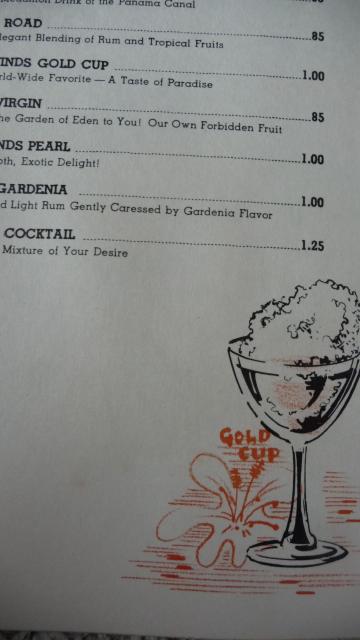 Drink of the Panama Canal
ROAD 85
Elegant Blending of Rum and Tropical Fruits
INDS GOLD CUP 1.00
rld-Wide Favorite — A Taste of Paradise
VIRGIN 85
he Garden of Eden to You! Our Own Forbidden Fruit
NDS PEARL 1.00
oth, Exotic Delight!
GARDENIA 1.00
d Light Rum Gently Caressed by Gardenia Flavor
COCKTAIL 1.25
Mixture of Your Desire
GOLD
CUP